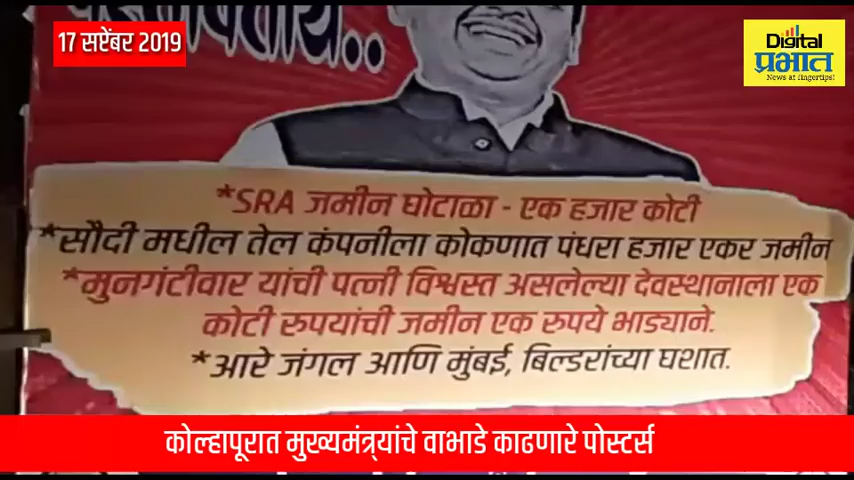 17 सप्टेंबर 2019
Digital
प्रभात
News at fingertips!
*SRA जमीन घोटाळा - एक हजार कोटी
*सौदी मधील तेल कंपनीला कोकणात पंधरा हजार एकर जमीन
*मुनगंटीवार यांची पत्नी विश्वस्त असलेल्या देवस्थानाला एक
कोटी रुपयांची जमीन एक रुपये भाड्याने.
*आरे जंगल आणि मुंबई, बिल्डरांच्या घशात.
कोल्हापूरात मुख्यमंत्र्यांचे वाभाडे काढणारे पोस्टर्स